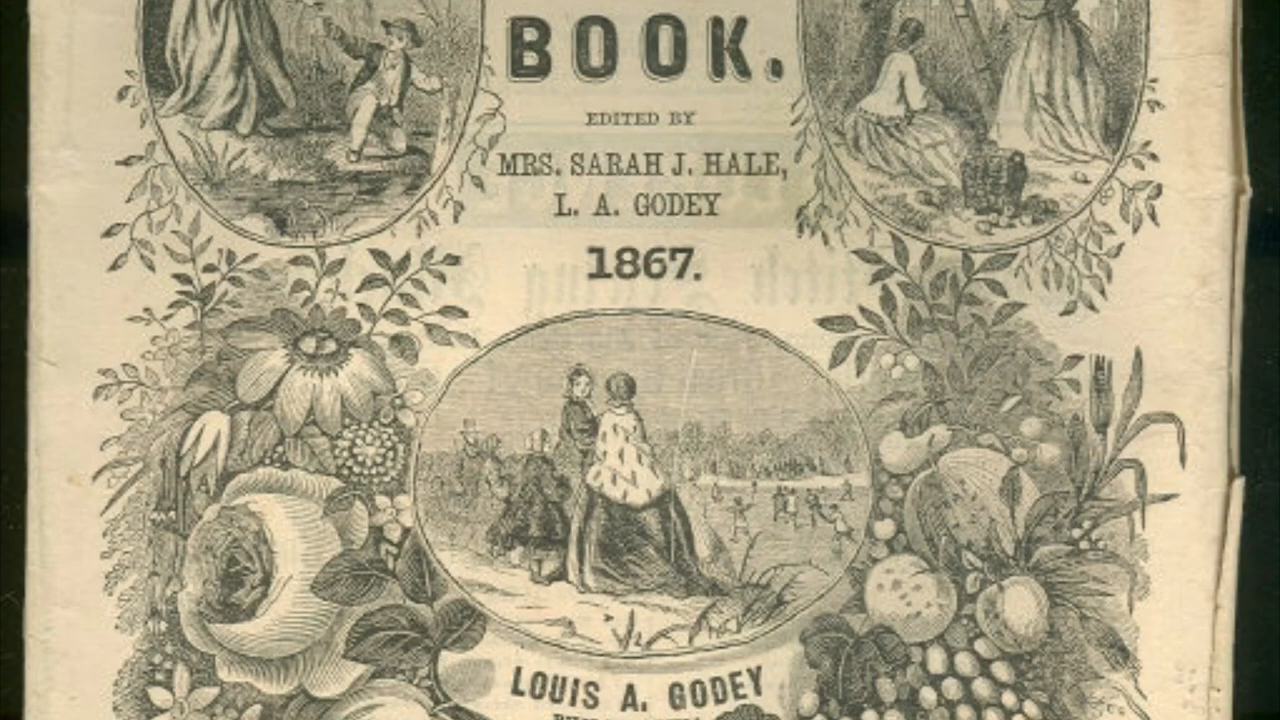 BOOK.
EDITED BY
MRS. SARAH J. HALE,
L. A. GODEY
1867.
LOUIS A. GODEY